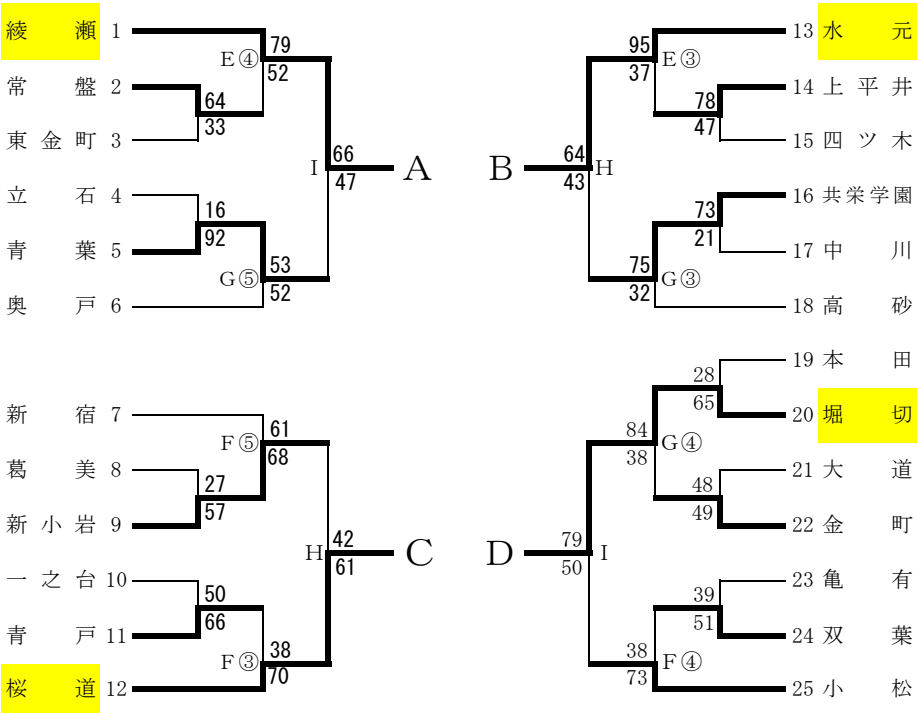 綾瀬 1
79
E④
52
常盤 2
64
33
東金町 3
I
66
47
A
立石 4
16
92
青葉 5
G⑤
53
52
奥戸 6
新宿 7
F⑤
61
68
葛美 8
27
57
新小岩 9
H
42
61
C
一之台 10
50
66
青戸 11
F③
38
70
桜道 12
13 水元
95
E③
37
14 上平井
78
47
15 四ツ木
B
64
43
H
16 共栄学園
73
21
17 中川
75
G③
32
18 高砂
19 本田
28
65
20 堀切
84
G④
38
21 大道
48
49
22 金町
D
79
50
I
23 亀有
39
51
24 双葉
38
F④
73
25 小松